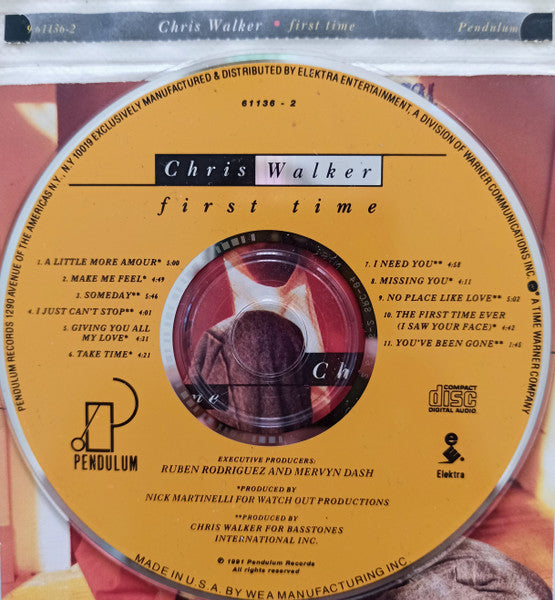 9 61136-2
Chris Walker • first time
Pendulum
PENDULUM RECORDS 1290 AVENUE OF THE AMERICAS N.Y., N.Y. 10019 EXCLUSIVELY MANUFACTURED & DISTRIBUTED BY ELEKTRA ENTERTAINMENT, A DIVISION OF WARNER COMMUNICATIONS INC. A TIME WARNER COMPANY
61136 - 2
Chris Walker
first time
1. A LITTLE MORE AMOUR* 5:00
2. MAKE ME FEEL* 4:49
3. SOMEDAY** 5:46
4. I JUST CAN'T STOP** 4:01
5. GIVING YOU ALL
MY LOVE* 4:21
6. TAKE TIME* 4:21
7. I NEED YOU** 4:58
8. MISSING YOU* 4:11
9. NO PLACE LIKE LOVE** 5:02
10. THE FIRST TIME EVER
(I SAW YOUR FACE)* 4:42
11. YOU'VE BEEN GONE** 1:45
Ch
PENDULUM
COMPACT
disc
DIGITAL AUDIO
e
Elektra
EXECUTIVE PRODUCERS:
RUBEN RODRIGUEZ AND MERVYN DASH
*PRODUCED BY
NICK MARTINELLI FOR WATCH OUT PRODUCTIONS
**PRODUCED BY
CHRIS WALKER FOR BASSTONES
INTERNATIONAL INC.
℗ 1991 Pendulum Records
All rights reserved
MADE IN U.S.A. BY WEA MANUFACTURING INC.